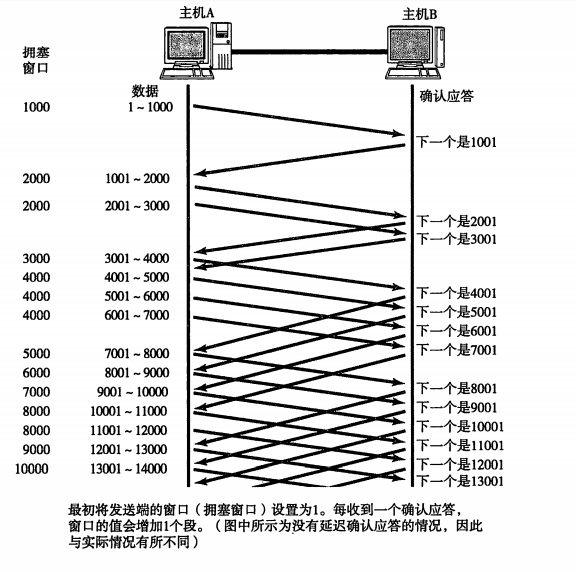 主机A
主机B
拥塞
窗口
数据
确认应答
1000
1～1000
下一个是1001
2000
1001～2000
2000
2001～3000
下一个是2001
下一个是3001
3000
3001～4000
4000
4001～5000
下一个是4001
4000
5001～6000
下一个是5001
4000
6001～7000
下一个是6001
下一个是7001
5000
7001～8000
6000
8001～9000
下一个是8001
7000
9001～10000
下一个是9001
8000
10001～11000
下一个是10001
8000
11001～12000
下一个是11001
9000
12001～13000
下一个是12001
10000
13001～14000
下一个是13001
最初将发送端的窗口（拥塞窗口）设置为1。每收到一个确认应答，
窗口的值会增加1个段。（图中所示为没有延迟确认应答的情况，因此
与实际情况有所不同）